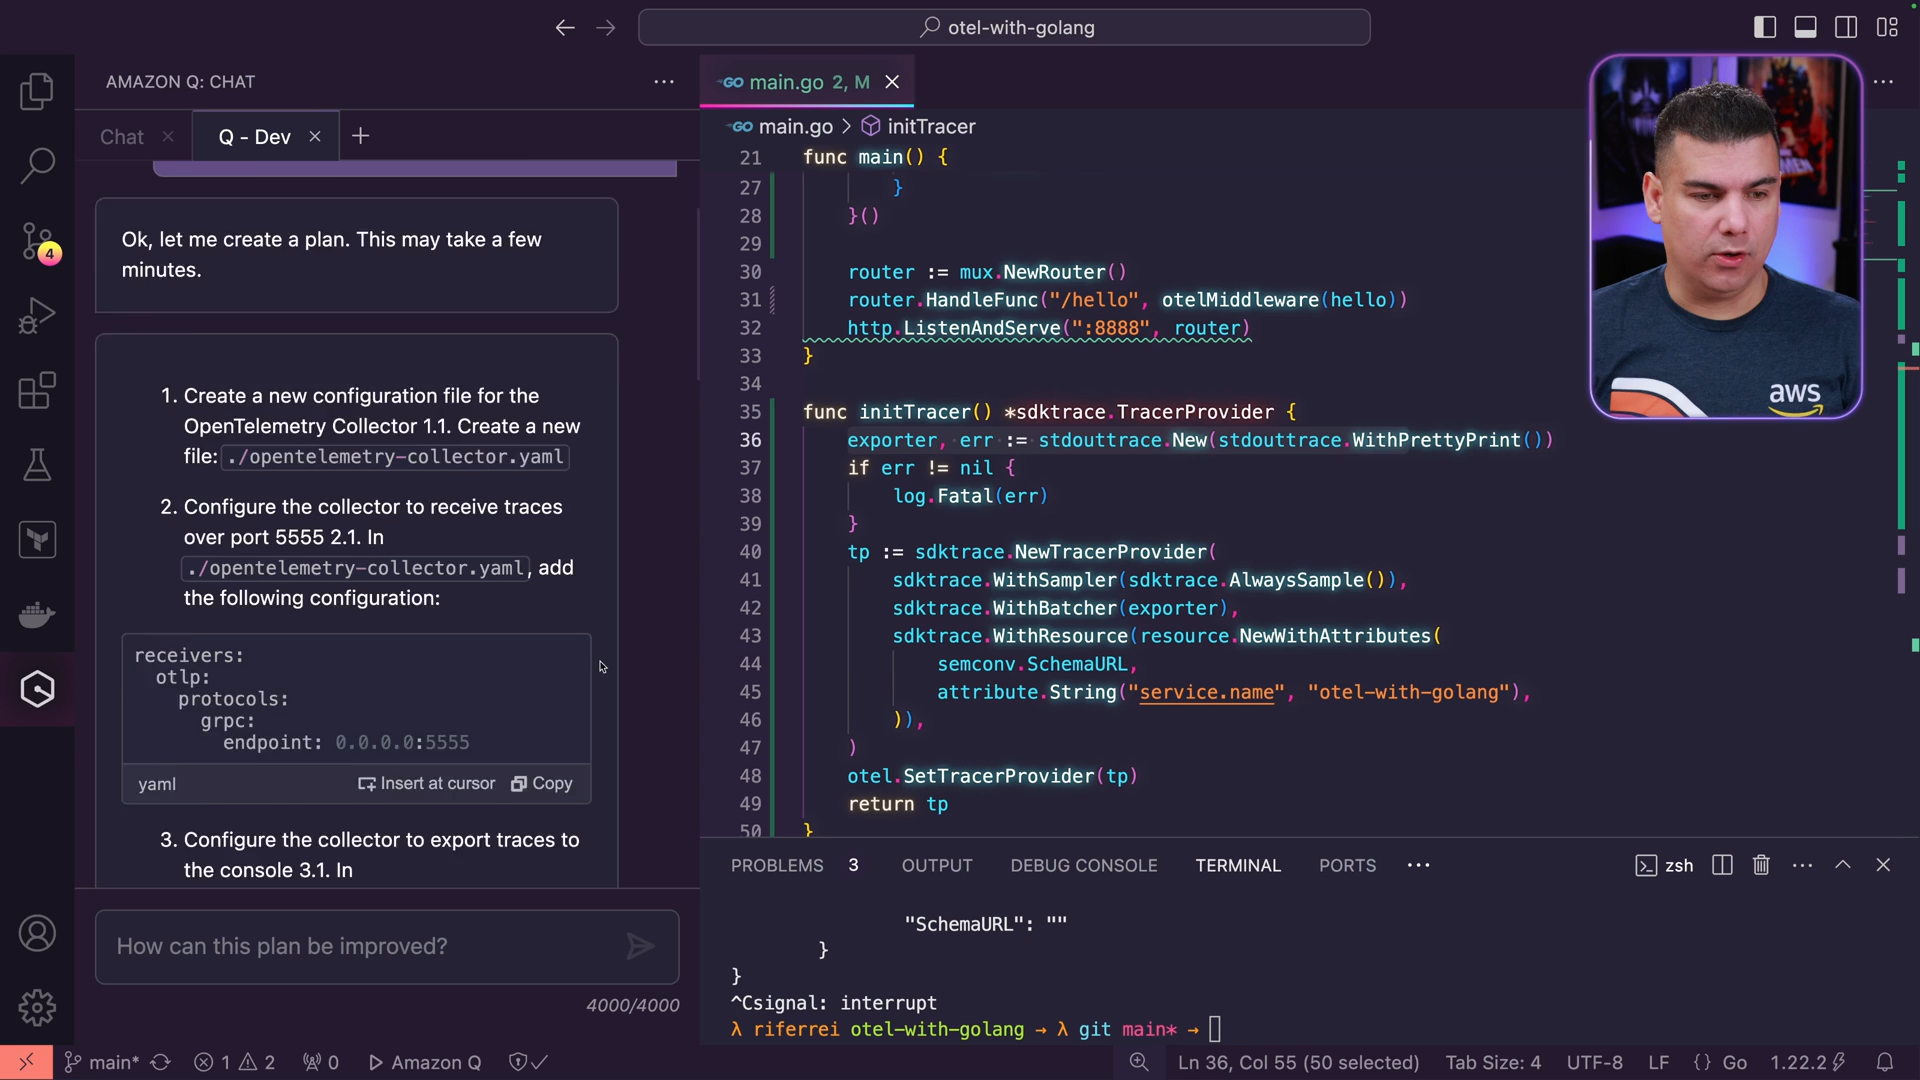 otel-with-golang
AMAZON Q: CHAT
Chat
Q - Dev
Ok, let me create a plan. This may take a few
minutes.
1. Create a new configuration file for the
OpenTelemetry Collector 1.1. Create a new
file: ./opentelemetry-collector.yaml
2. Configure the collector to receive traces
over port 5555 2.1. In
./opentelemetry-collector.yaml, add
the following configuration:
receivers:
otlp:
protocols:
grpc:
endpoint: 0.0.0.0:5555
yaml
Insert at cursor
Copy
3. Configure the collector to export traces to
the console 3.1. In
How can this plan be improved?
4000/4000
4
GO main.go 2, M
GO main.go > initTracer
21 func main() {
27 }
28 }()
29
30 router := mux.NewRouter()
31 router.HandleFunc("/hello", otelMiddleware(hello))
32 http.ListenAndServe(":8888", router)
33 }
34
35 func initTracer() *sdktrace.TracerProvider {
36 exporter, err := stdouttrace.New(stdouttrace.WithPrettyPrint())
37 if err != nil {
38 log.Fatal(err)
39 }
40 tp := sdktrace.NewTracerProvider(
41 sdktrace.WithSampler(sdktrace.AlwaysSample()),
42 sdktrace.WithBatcher(exporter),
43 sdktrace.WithResource(resource.NewWithAttributes(
44 semconv.SchemaURL,
45 attribute.String("service.name", "otel-with-golang"),
46 )),
47 )
48 otel.SetTracerProvider(tp)
49 return tp
50 }
aws
PROBLEMS 3 OUTPUT DEBUG CONSOLE TERMINAL PORTS
zsh
"SchemaURL": ""
}
}
^Csignal: interrupt
λ riferrei otel-with-golang → λ git main* →
main* 1 2 0 Amazon Q Ln 36, Col 55 (50 selected) Tab Size: 4 UTF-8 LF {} Go 1.22.2